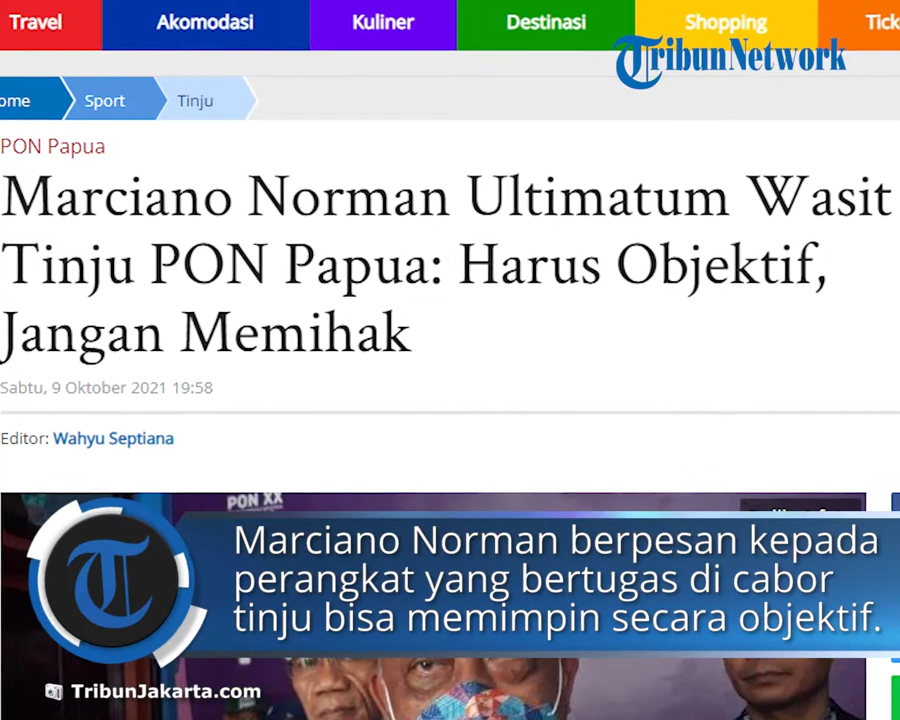 Travel
Akomodasi
Kuliner
Destinasi
Shopping
Tick
TribunNetwork
ome
Sport
Tinju
PON Papua
Marciano Norman Ultimatum Wasit
Tinju PON Papua: Harus Objektif,
Jangan Memihak
Sabtu, 9 Oktober 2021 19:58
Editor: Wahyu Septiana
PON XX
Marciano Norman berpesan kepada
perangkat yang bertugas di cabor
tinju bisa memimpin secara objektif.
TribunJakarta.com